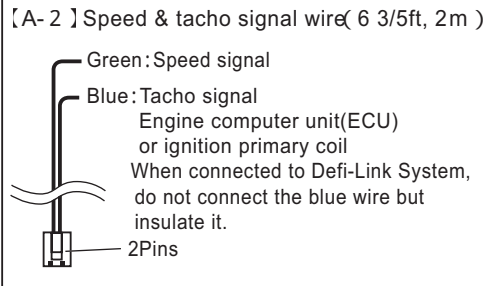 【A-2】Speed & tacho signal wire( 6 3/5ft, 2m )
Green:Speed signal
Blue:Tacho signal
Engine computer unit(ECU)
or ignition primary coil
When connected to Defi-Link System,
do not connect the blue wire but
insulate it.
2Pins